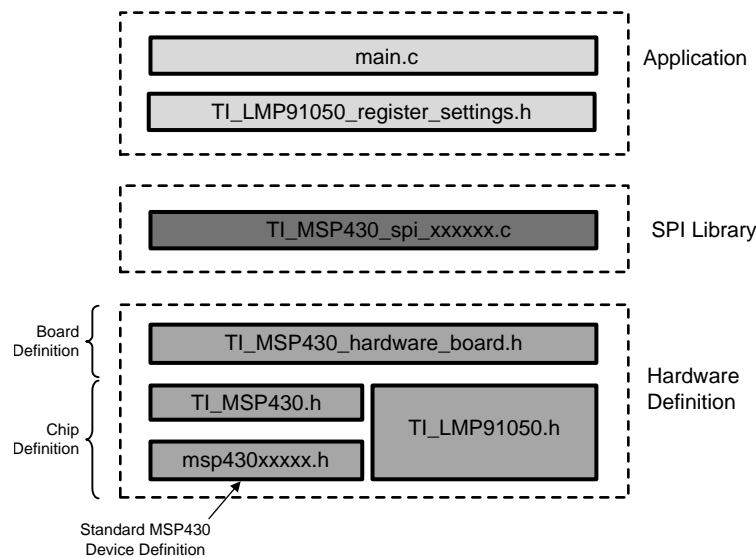 main.c
Application
TI_LMP91050_register_settings.h
TI_MSP430_spi_xxxxxx.c
SPI Library
Board
Definition
TI_MSP430_hardware_board.h
Hardware
Definition
TI_MSP430.h
TI_LMP91050.h
Chip
Definition
msp430xxxxx.h
Standard MSP430
Device Definition